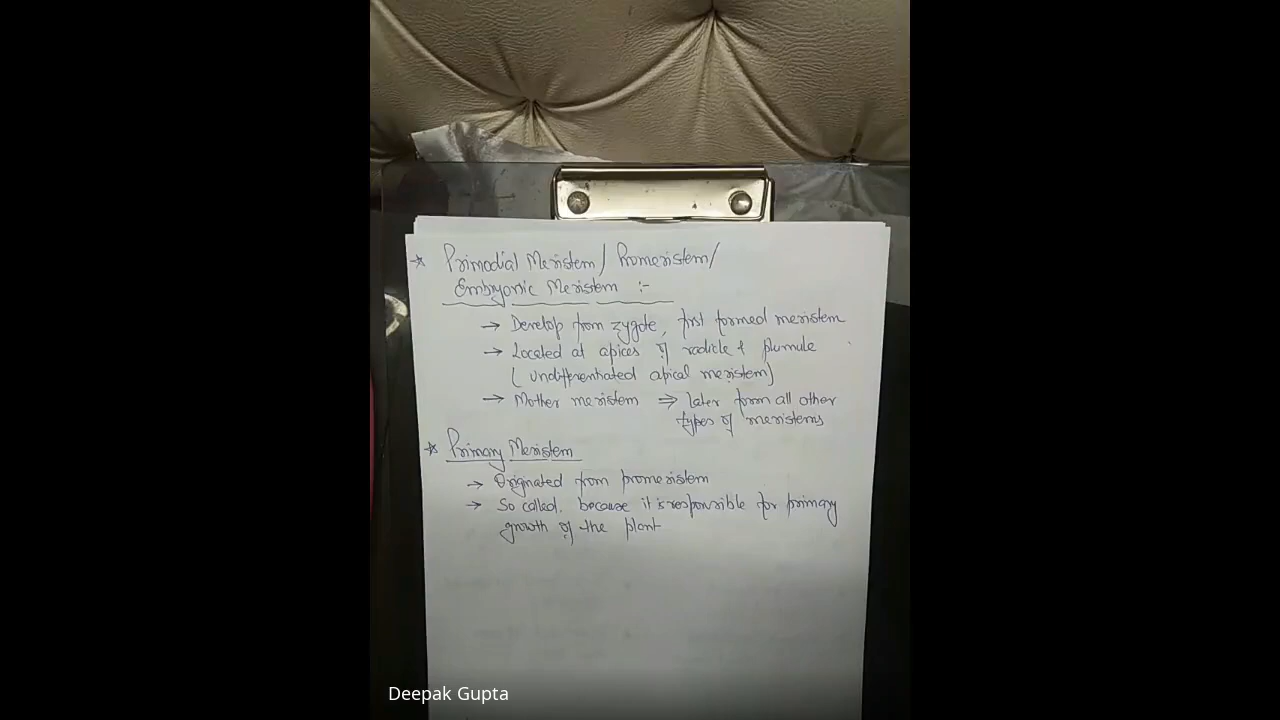 ☆ Primodial Meristem / Promeristem /
Embryonic Meristem :-
→ Develop from zygote, first formed meristem
→ Located at apices of radicle & plumule
( undifferentiated apical meristem)
→ Mother meristem ⇒ later form all other
types of meristems
☆ Primary Meristem
→ Originated from promeristem
→ So called, because it is responsible for primary
growth of the plant
Deepak Gupta